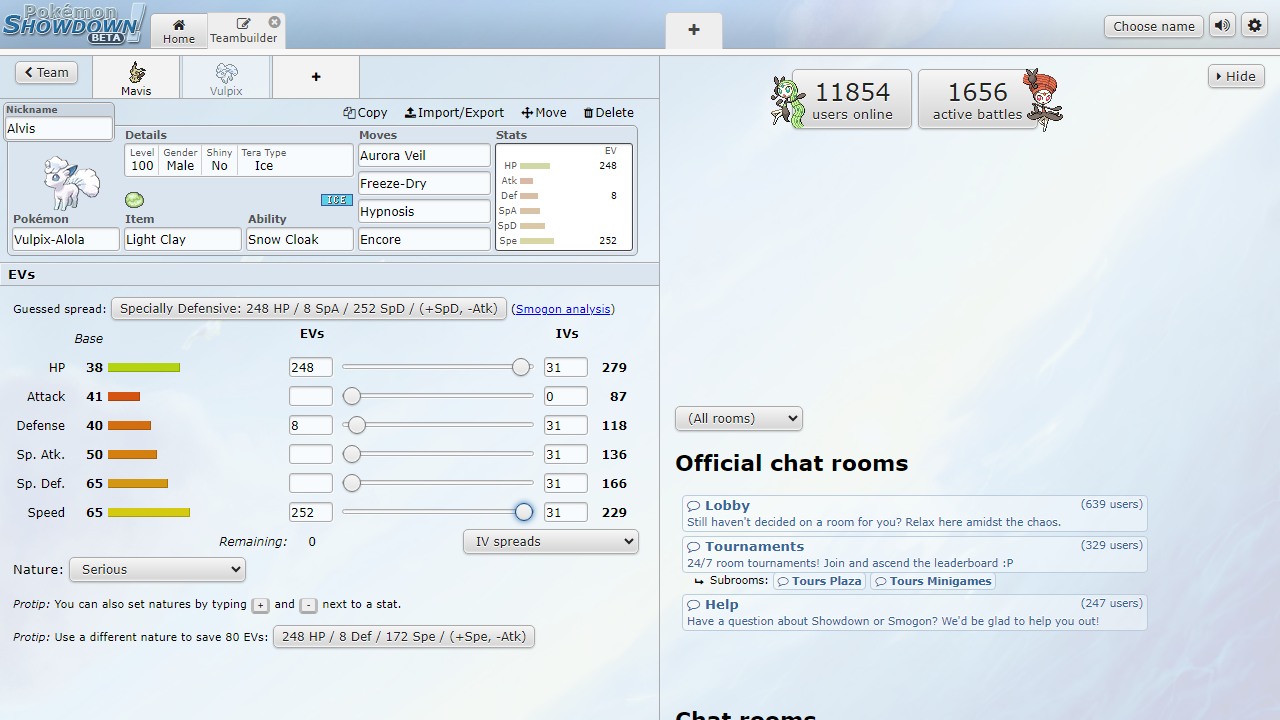 Pokémon
SHOWDOWN!
BETA
Home
Teambuilder
+
Choose name
Team
Mavis
Vulpix
+
Nickname
Alvis
Copy
Import/Export
Move
Delete
Details
Moves
Stats
Level
Gender
Shiny
Tera Type
100
Male
No
Ice
Aurora Veil
Freeze-Dry
Hypnosis
Encore
EV
HP 248
Atk
Def 8
SpA
SpD
Spe 252
ICE
Pokémon
Item
Ability
Vulpix-Alola
Light Clay
Snow Cloak
EVs
Guessed spread: Specially Defensive: 248 HP / 8 SpA / 252 SpD / (+SpD, -Atk) (Smogon analysis)
Base EVs IVs
HP 38 248 31 279
Attack 41 0 87
Defense 40 8 31 118
Sp. Atk. 50 31 136
Sp. Def. 65 31 166
Speed 65 252 31 229
Remaining: 0
IV spreads
Nature: Serious
Protip: You can also set natures by typing + and - next to a stat.
Protip: Use a different nature to save 80 EVs: 248 HP / 8 Def / 172 Spe / (+Spe, -Atk)
11854
users online
1656
active battles
Hide
(All rooms)
Official chat rooms
Lobby (639 users)
Still haven't decided on a room for you? Relax here amidst the chaos.
Tournaments (329 users)
24/7 room tournaments! Join and ascend the leaderboard :P
Subrooms: Tours Plaza Tours Minigames
Help (247 users)
Have a question about Showdown or Smogon? We'd be glad to help you out!
Chat rooms